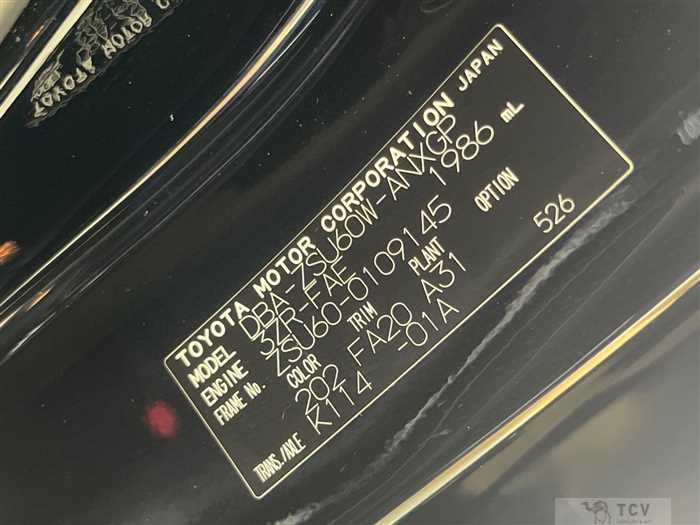 TOYOTA MOTOR CORPORATION JAPAN
MODEL DBA-ZSU60W-ANXGP
ENGINE 3ZR-FAE 1986 mL
FRAME No. ZSU60-0109145
COLOR TRIM PLANT OPTION
202 FA20 A31 526
TRANS./AXLE K114 -01A
TCV